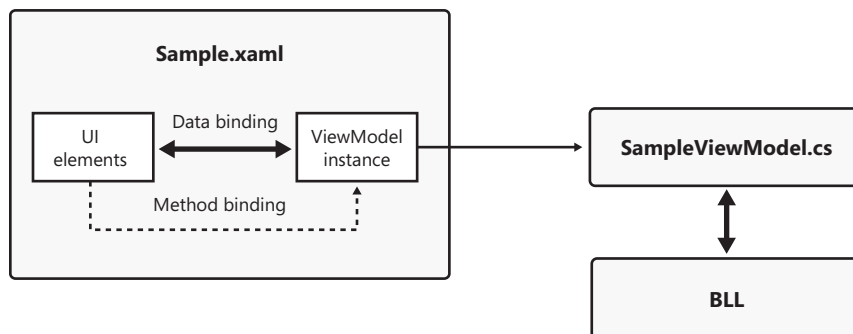 Sample.xaml
UI
elements
Data binding
ViewModel
instance
Method binding
SampleViewModel.cs
BLL